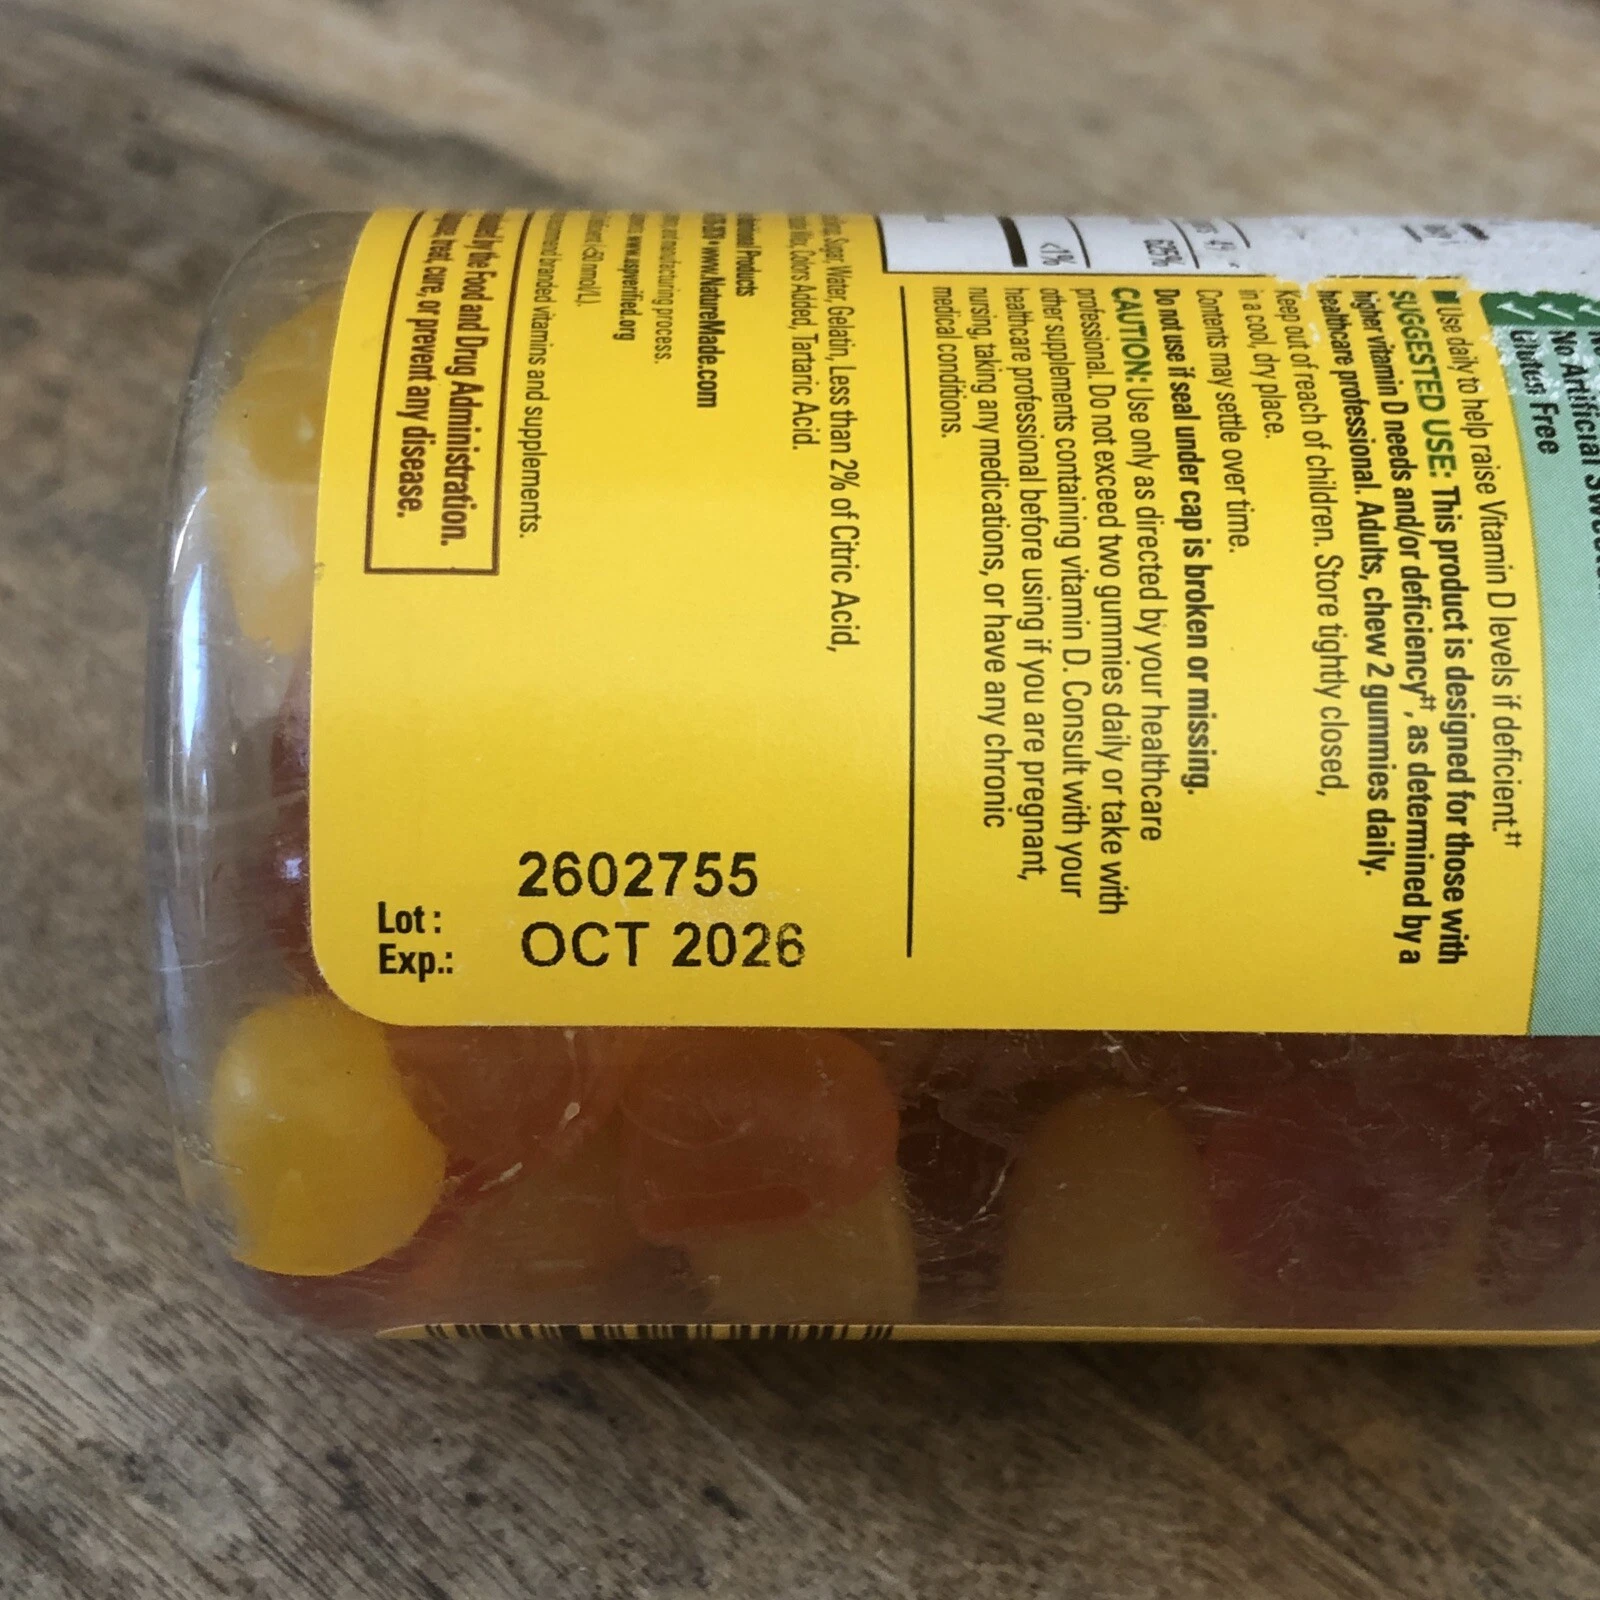 No Artificial
Gluten Free
Use daily to help raise Vitamin D levels if deficient.‡†
SUGGESTED USE: This product is designed for those with
higher vitamin D needs and/or deficiency‡†, as determined by a
healthcare professional. Adults, chew 2 gummies daily.
Keep out of reach of children. Store tightly closed,
in a cool, dry place.
Contents may settle over time.
Do not use if seal under cap is broken or missing.
CAUTION: Use only as directed by your healthcare
professional. Do not exceed two gummies daily or take with
other supplements containing vitamin D. Consult with your
healthcare professional before using if you are pregnant,
nursing, taking any medications, or have any chronic
medical conditions.
625%
<1%
Sugar, Water, Gelatin, Less than 2% of Citric Acid,
Colors Added, Tartaric Acid.
Products
• www.NatureMade.com
and manufacturing process.
www.uspverified.org
(<50 nmol/L).
branded vitamins and supplements.
by the Food and Drug Administration.
treat, cure, or prevent any disease.
Lot: 2602755
Exp.: OCT 2026